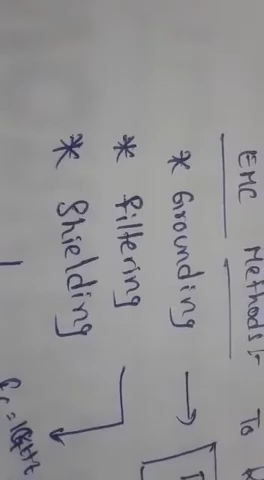 EMC Methods :- To
* Grounding →
* filtering
* Shielding